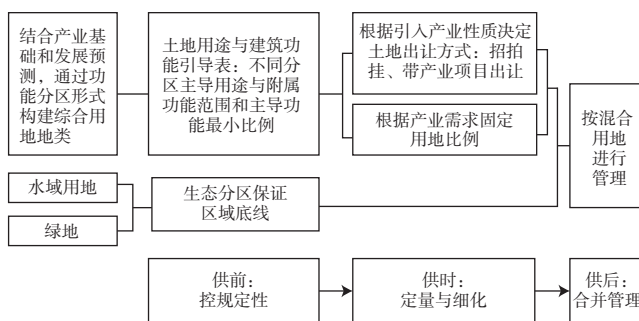 结合产业基
础和发展预
测，通过功
能分区形式
构建综合用
地地类
土地用途与建筑功
能引导表：不同分
区主导用途与附属
功能范围和主导功
能最小比例
根据引入产业性质决定
土地出让方式：招拍
挂、带产业项目出让
根据产业需求固定
用地比例
按混合
用地
进行
管理
水域用地
绿地
生态分区保证
区域底线
供前：
控规定性
供时：
定量与细化
供后：
合并管理